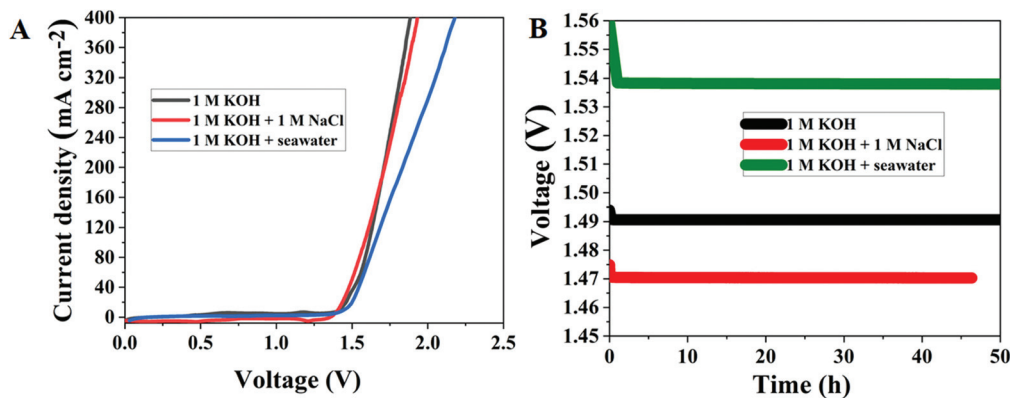 A
Current density (mA cm⁻²)
400
360
320
280
240
200
160
120
80
40
0
1 M KOH
1 M KOH + 1 M NaCl
1 M KOH + seawater
0.0 0.5 1.0 1.5 2.0 2.5
Voltage (V)
B
Voltage (V)
1.56
1.55
1.54
1.53
1.52
1.51
1.50
1.49
1.48
1.47
1.46
1.45
1 M KOH
1 M KOH + 1 M NaCl
1 M KOH + seawater
0 10 20 30 40 50
Time (h)